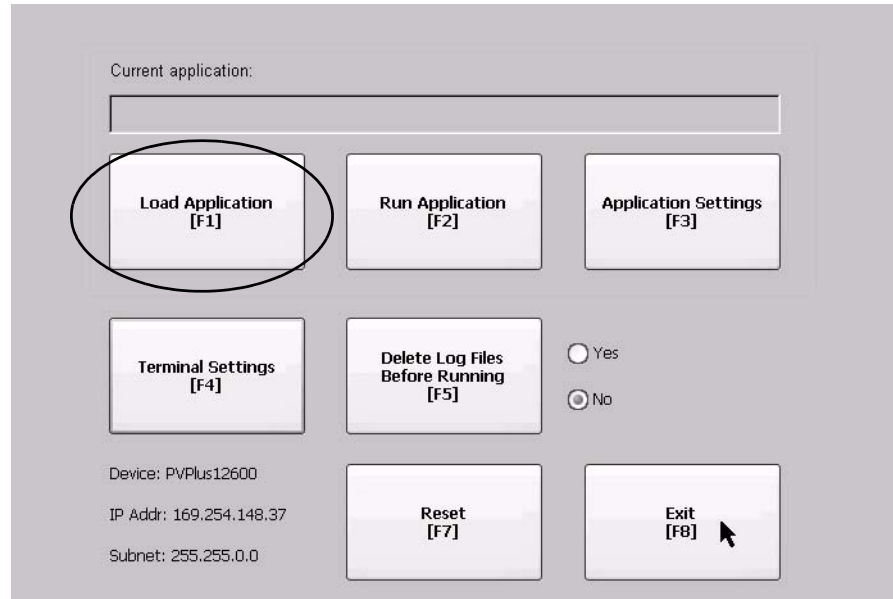 Current application:
Load Application
[F1]
Run Application
[F2]
Application Settings
[F3]
Terminal Settings
[F4]
Delete Log Files
Before Running
[F5]
Yes
No
Device: PVPlus12600
IP Addr: 169.254.148.37
Subnet: 255.255.0.0
Reset
[F7]
Exit
[F8]